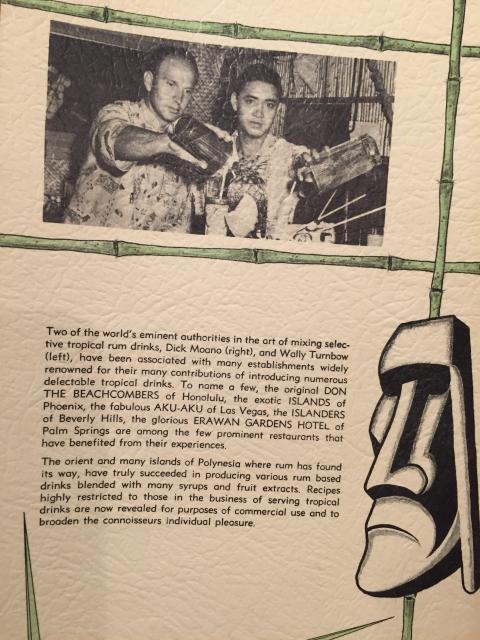 Two of the world's eminent authorities in the art of mixing selec-
tive tropical rum drinks, Dick Moano (right), and Wally Turnbow
(left), have been associated with many establishments widely
renowned for their many contributions of introducing numerous
delectable tropical drinks. To name a few, the original DON
THE BEACHCOMBERS of Honolulu, the exotic ISLANDS of
Phoenix, the fabulous AKU-AKU of Las Vegas, the ISLANDERS
of Beverly Hills, the glorious ERAWAN GARDENS HOTEL of
Palm Springs are among the few prominent restaurants that
have benefited from their experiences.
The orient and many islands of Polynesia where rum has found
its way, have truly succeeded in producing various rum based
drinks blended with many syrups and fruit extracts. Recipes
highly restricted to those in the business of serving tropical
drinks are now revealed for purposes of commercial use and to
broaden the connoisseurs individual pleasure.